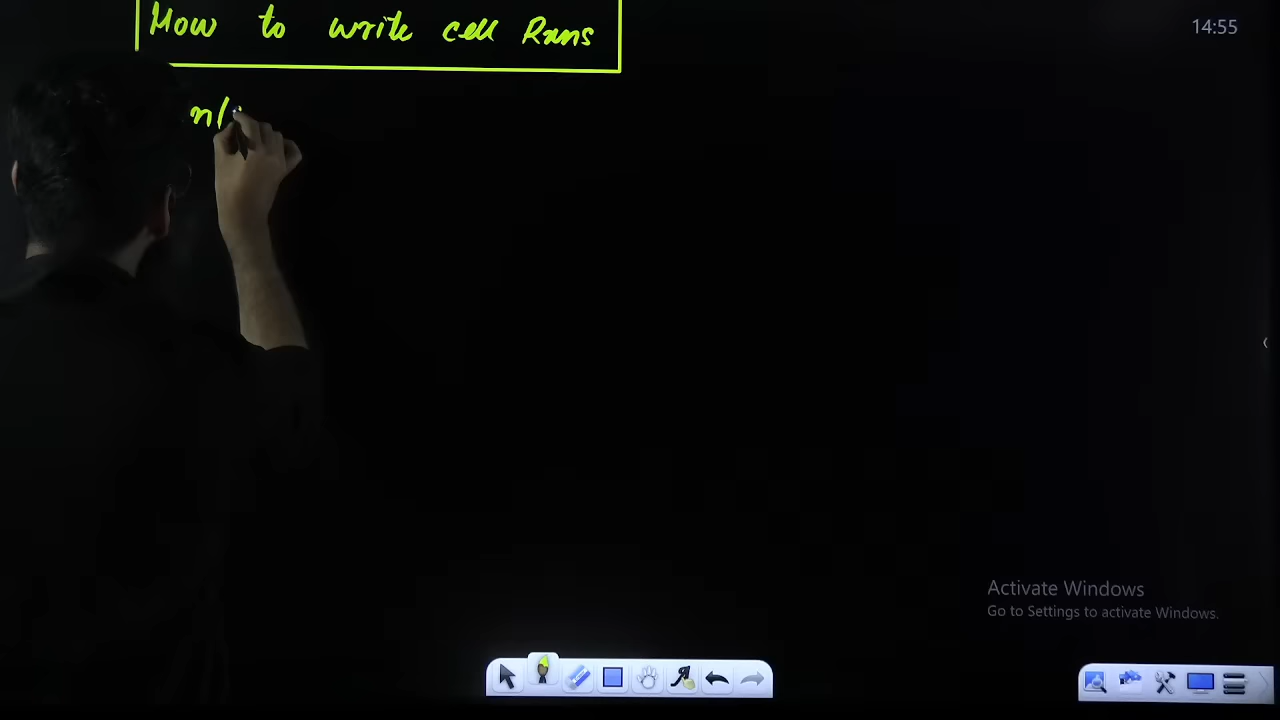 14:55
How to write cell Rxns
n/
Activate Windows
Go to Settings to activate Windows.